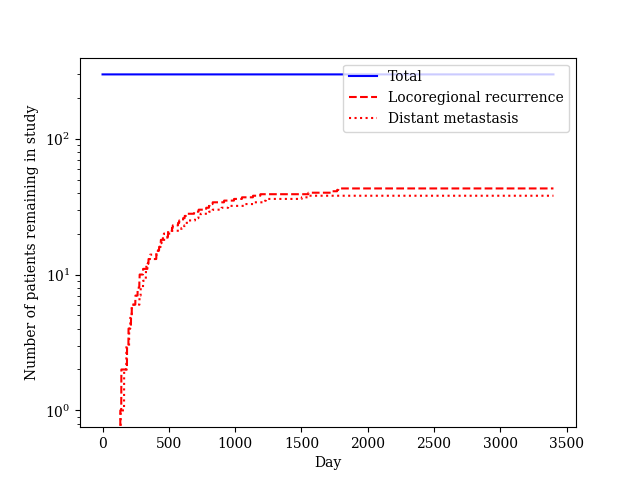 Total
Locoregional recurrence
Distant metastasis
Number of patients remaining in study
10²
10¹
10⁰
0 500 1000 1500 2000 2500 3000 3500
Day